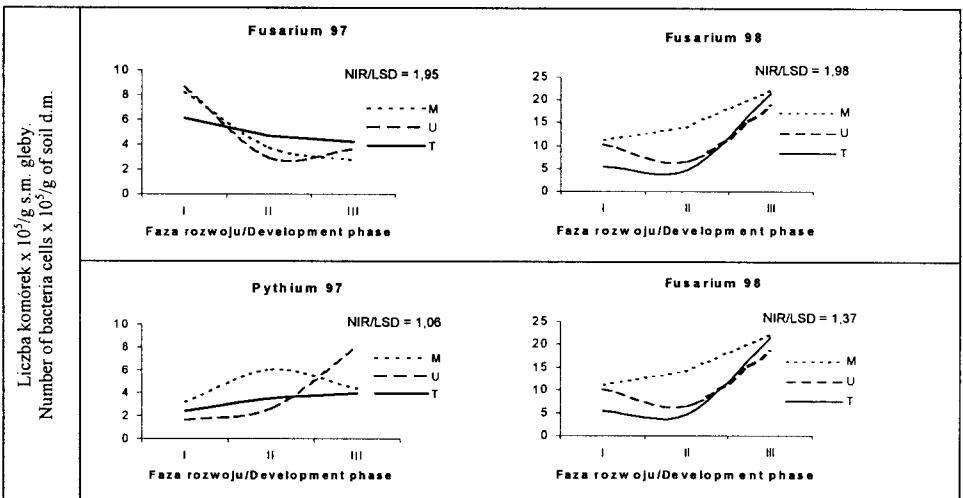 Liczba komórek x 10⁵/g s.m. gleby.
Number of bacteria cells x 10⁵/g of soil d.m.
Fusarium 97
NIR/LSD = 1,95
10
8
6
4
2
0
M
U
T
I
II
III
Faza rozwoju/Development phase
Fusarium 98
NIR/LSD = 1,98
25
20
15
10
5
0
M
U
T
I
II
III
Faza rozwoju/Development phase
Pythium 97
NIR/LSD = 1,06
10
8
6
4
2
0
M
U
T
I
II
III
Faza rozwoju/Development phase
Fusarium 98
NIR/LSD = 1,37
25
20
15
10
5
0
M
U
T
I
II
III
Faza rozwoju/Development phase